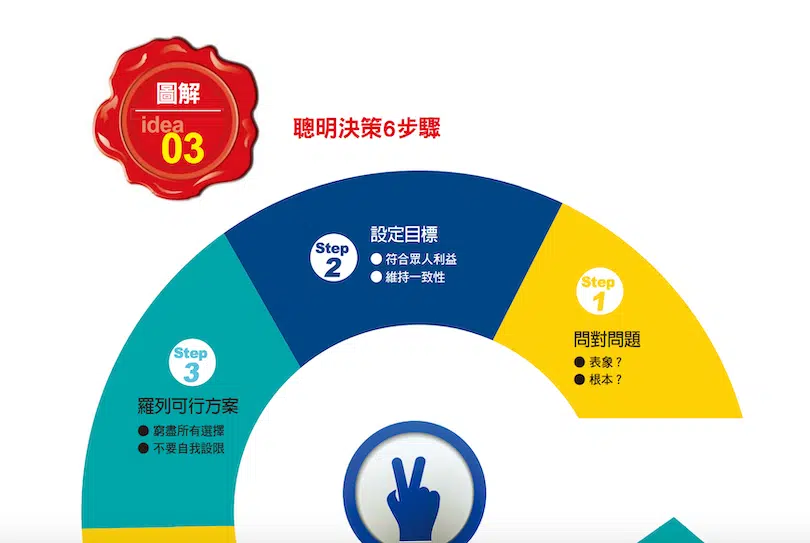 圖解
idea
03
聰明決策6步驟
Step
1
問對問題
● 表象？
● 根本？
Step
2
設定目標
● 符合眾人利益
● 維持一致性
Step
3
羅列可行方案
● 窮盡所有選擇
● 不要自我設限